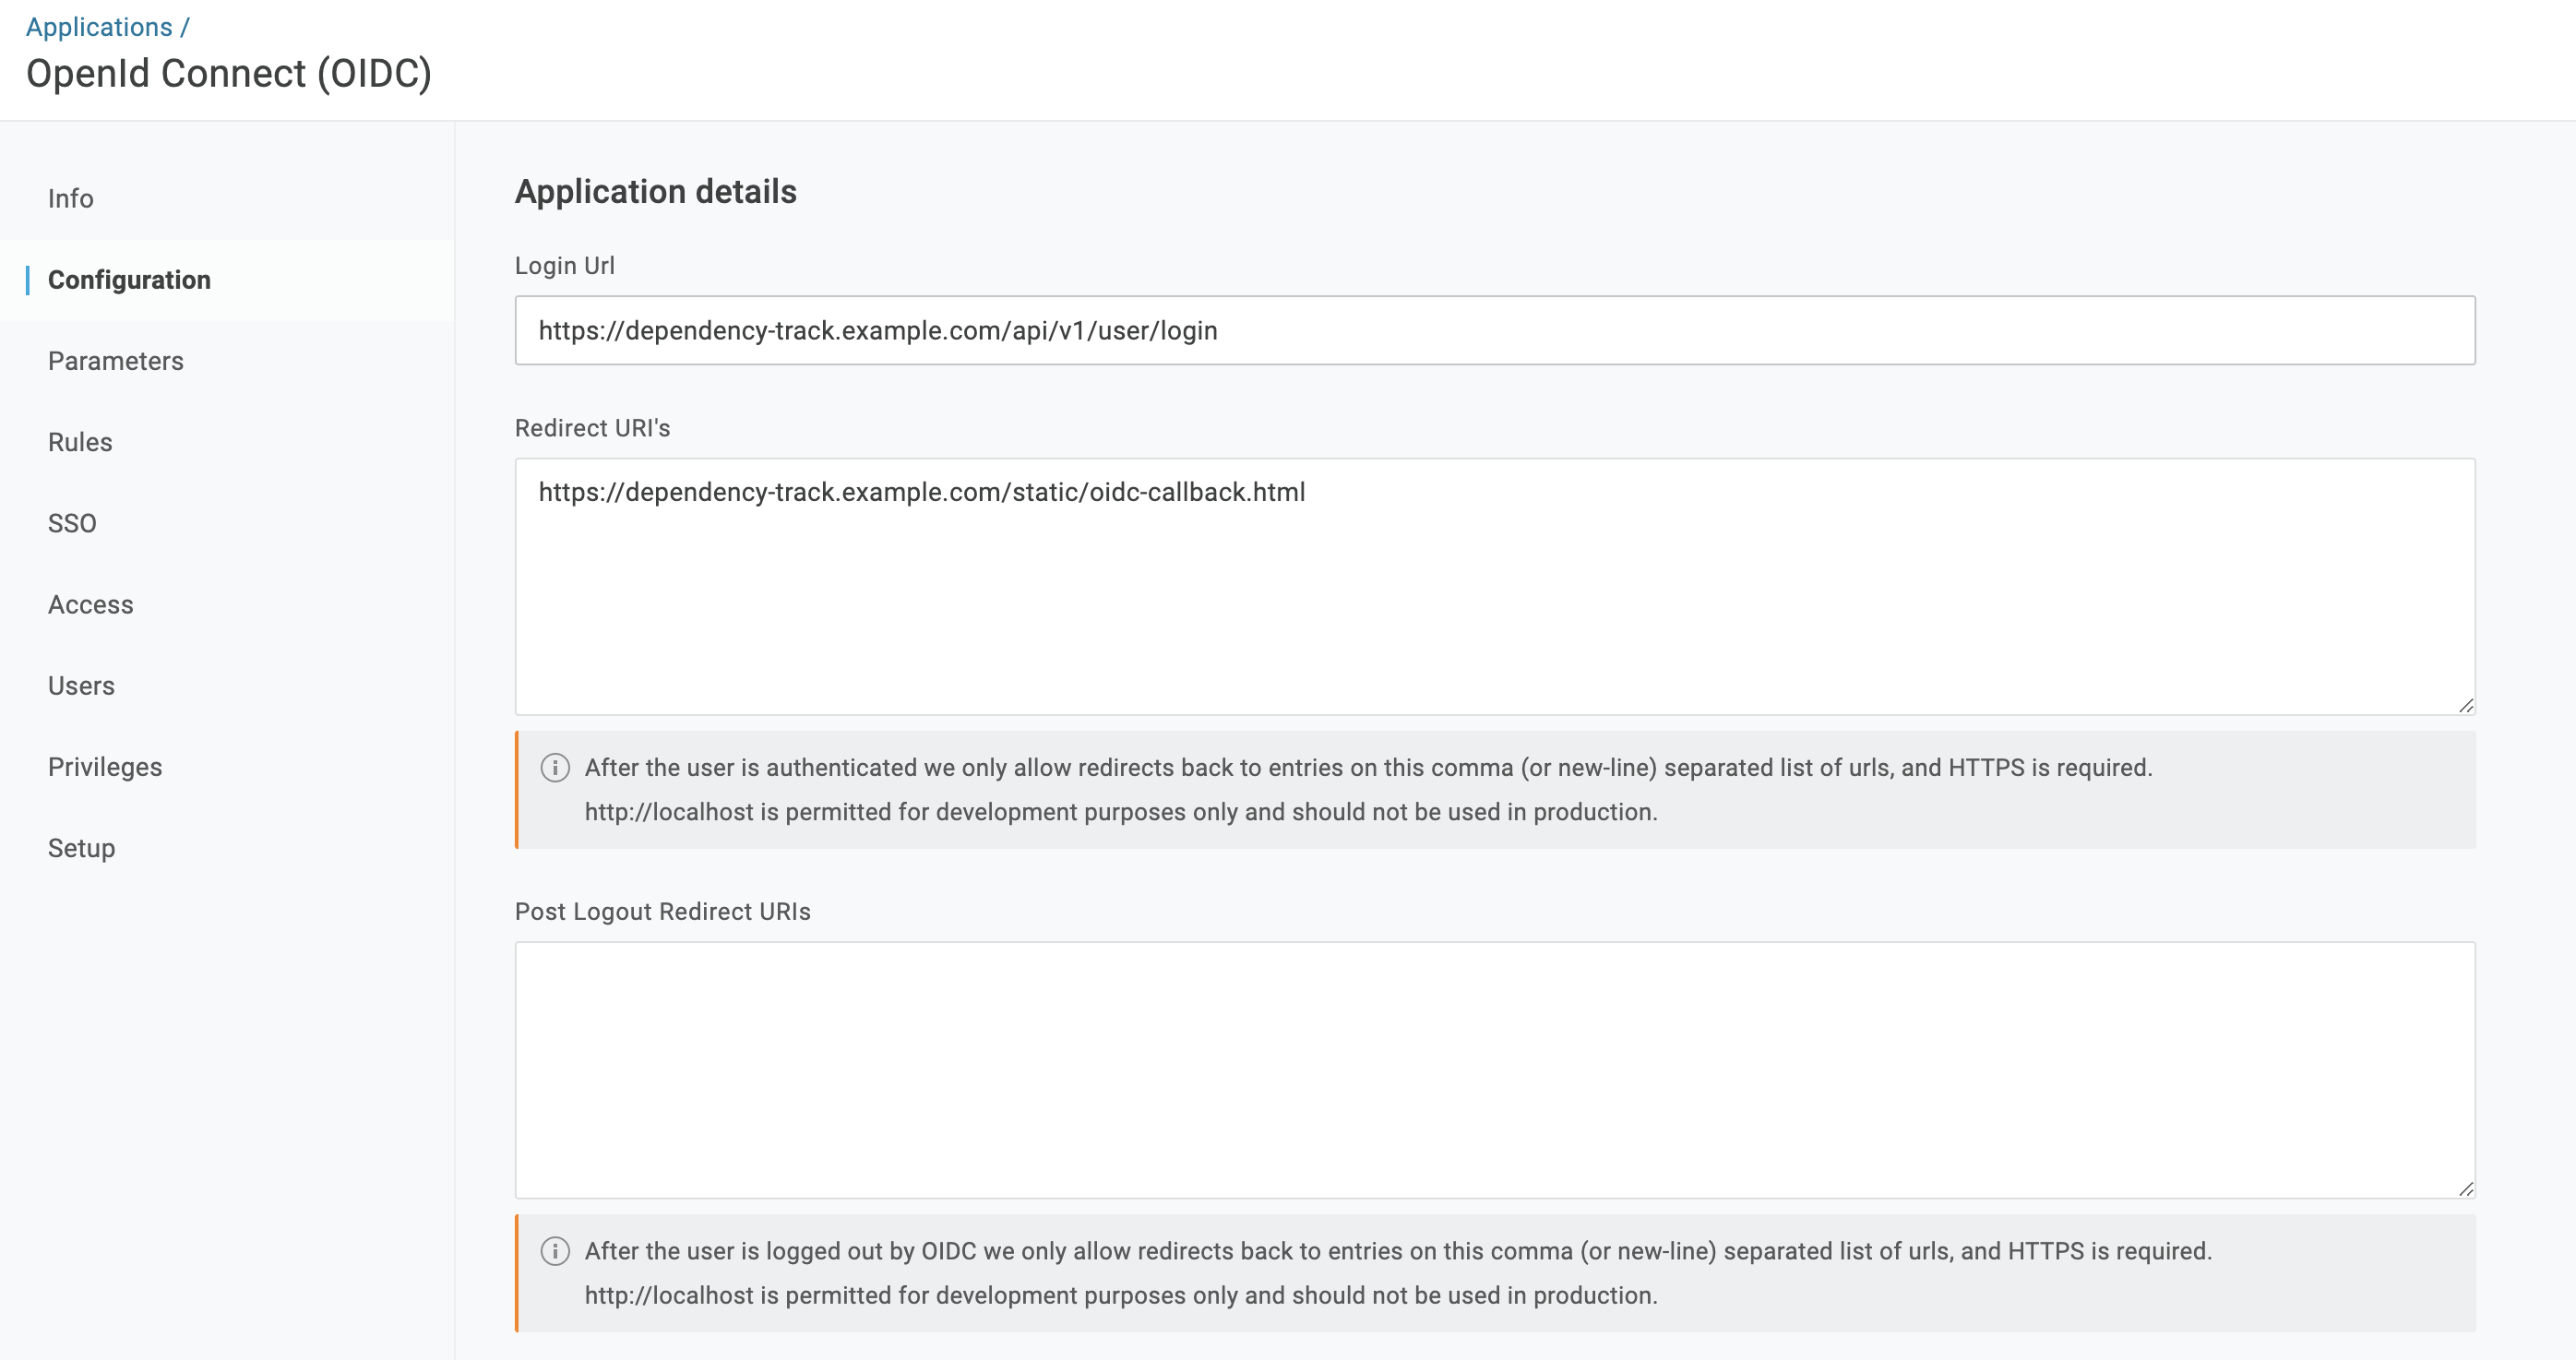 Applications /
OpenId Connect (OIDC)
Info
Configuration
Parameters
Rules
SSO
Access
Users
Privileges
Setup
Application details
Login Url
https://dependency-track.example.com/api/v1/user/login
Redirect URI's
https://dependency-track.example.com/static/oidc-callback.html
After the user is authenticated we only allow redirects back to entries on this comma (or new-line) separated list of urls, and HTTPS is required.
http://localhost is permitted for development purposes only and should not be used in production.
Post Logout Redirect URIs
After the user is logged out by OIDC we only allow redirects back to entries on this comma (or new-line) separated list of urls, and HTTPS is required.
http://localhost is permitted for development purposes only and should not be used in production.